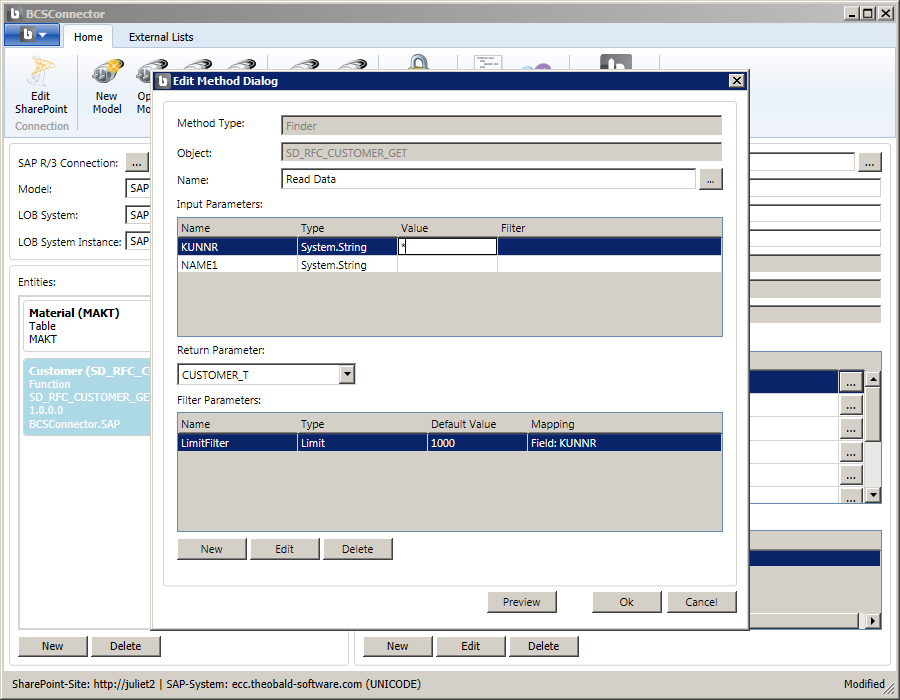 BCSConnector
Home
External Lists
Edit
SharePoint
New
Model
Op
Mo
Connection
Edit Method Dialog
Method Type:
Finder
Object:
SD_RFC_CUSTOMER_GET
Name:
Read Data
...
Input Parameters:
Name Type Value Filter
KUNNR System.String *
NAME1 System.String
Return Parameter:
CUSTOMER_T
Filter Parameters:
Name Type Default Value Mapping
LimitFilter Limit 1000 Field: KUNNR
New Edit Delete
Preview Ok Cancel
SAP R/3 Connection: ...
Model: SAP
LOB System: SAP
LOB System Instance: SAP
Entities:
Material (MAKT)
Table
MAKT
Customer (SD_RFC_C
Function
SD_RFC_CUSTOMER_GE
1.0.0.0
BCSConnector.SAP
New Delete
...
...
...
...
...
...
...
New Edit Delete
SharePoint-Site: http://juliet2 | SAP-System: ecc.theobald-software.com (UNICODE)
Modified